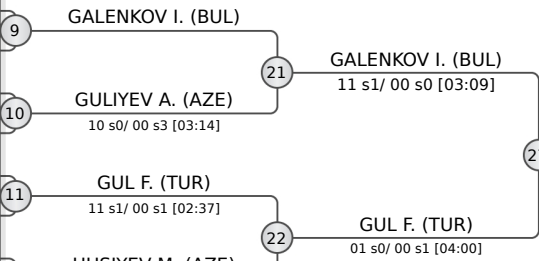 GALENKOV I. (BUL)
9
21
GALENKOV I. (BUL)
11 s1/ 00 s0 [03:09]
GULIYEV A. (AZE)
10
10 s0/ 00 s3 [03:14]
GUL F. (TUR)
11
11 s1/ 00 s1 [02:37]
22
GUL F. (TUR)
01 s0/ 00 s1 [04:00]